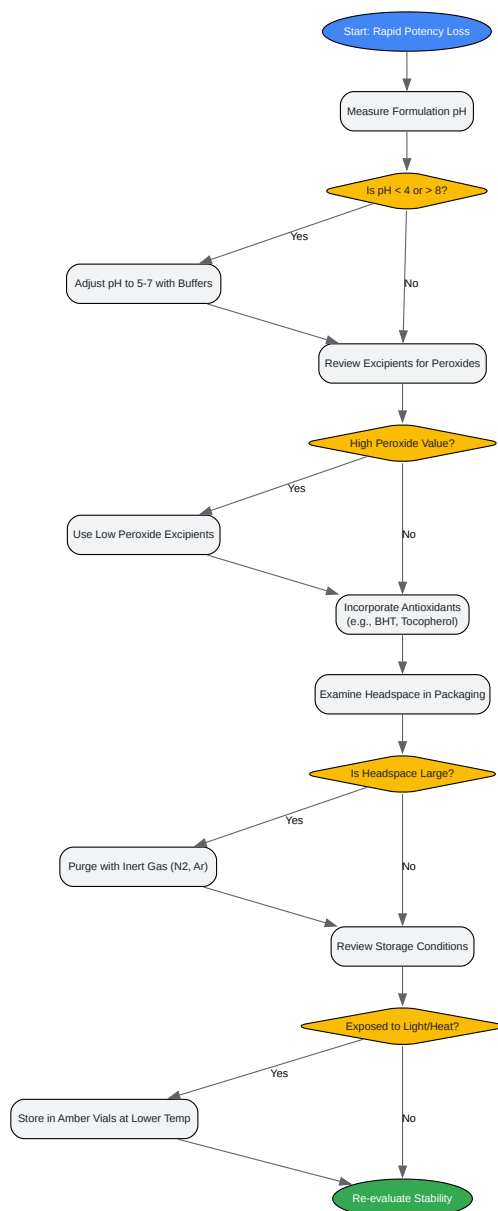 Start: Rapid Potency Loss
Measure Formulation pH
Is pH < 4 or > 8?
Yes
No
Adjust pH to 5-7 with Buffers
Review Excipients for Peroxides
High Peroxide Value?
Yes
No
Use Low Peroxide Excipients
Incorporate Antioxidants
(e.g., BHT, Tocopherol)
Examine Headspace in Packaging
Is Headspace Large?
Yes
No
Purge with Inert Gas (N2, Ar)
Review Storage Conditions
Exposed to Light/Heat?
Yes
No
Store in Amber Vials at Lower Temp
Re-evaluate Stability